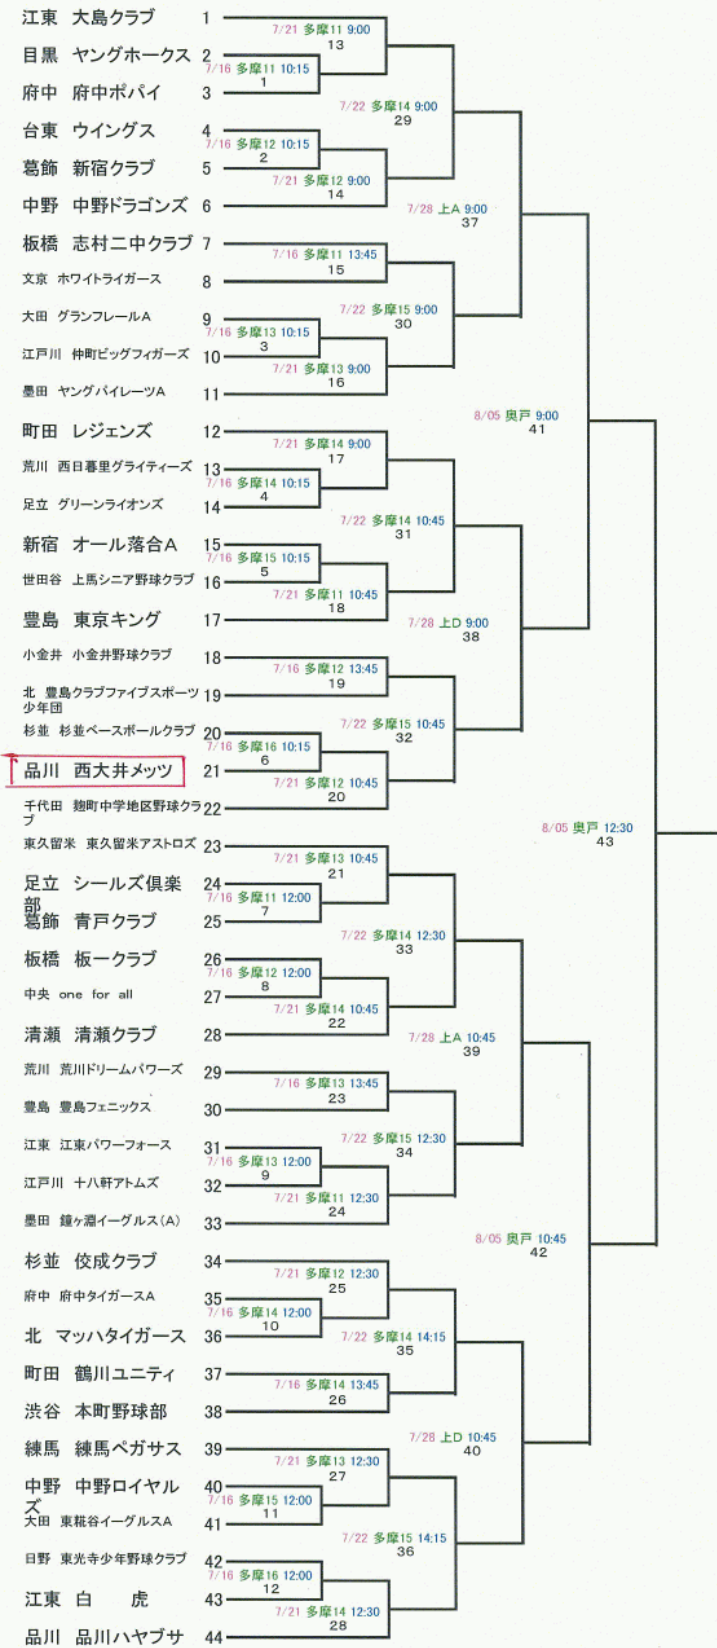 江東 大島クラブ 1
7/21 多摩11 9:00
13
目黒 ヤングホークス 2
7/16 多摩11 10:15
1
府中 府中ポパイ 3
7/22 多摩14 9:00
29
台東 ウイングス 4
7/16 多摩12 10:15
2
葛飾 新宿クラブ 5
7/21 多摩12 9:00
14
中野 中野ドラゴンズ 6
7/28 上A 9:00
37
板橋 志村二中クラブ 7
7/16 多摩11 13:45
15
文京 ホワイトライガース 8
7/22 多摩15 9:00
30
大田 グランフレールA 9
7/16 多摩13 10:15
3
江戸川 仲町ビッグフィガーズ 10
7/21 多摩13 9:00
16
墨田 ヤングパイレーツA 11
8/05 奥戸 9:00
41
町田 レジェンズ 12
7/21 多摩14 9:00
17
荒川 西日暮里グライティーズ 13
7/16 多摩14 10:15
4
足立 グリーンライオンズ 14
7/22 多摩14 10:45
31
新宿 オール落合A 15
7/16 多摩15 10:15
5
世田谷 上馬シニア野球クラブ 16
7/21 多摩11 10:45
18
豊島 東京キング 17
7/28 上D 9:00
38
小金井 小金井野球クラブ 18
7/16 多摩12 13:45
19
北 豊島クラブファイブスポーツ 19
少年団
7/22 多摩15 10:45
32
杉並 杉並ベースボールクラブ 20
7/16 多摩16 10:15
6
品川 西大井メッツ 21
7/21 多摩12 10:45
20
千代田 麹町中学地区野球クラ 22
ブ
8/05 奥戸 12:30
43
東久留米 東久留米アストロズ 23
7/21 多摩13 10:45
21
足立 シールズ倶楽 24
部
7/16 多摩11 12:00
7
葛飾 青戸クラブ 25
7/22 多摩14 12:30
33
板橋 板一クラブ 26
7/16 多摩12 12:00
8
中央 one for all 27
7/21 多摩14 10:45
22
清瀬 清瀬クラブ 28
7/28 上A 10:45
39
荒川 荒川ドリームパワーズ 29
7/16 多摩13 13:45
23
豊島 豊島フェニックス 30
7/22 多摩15 12:30
34
江東 江東パワーフォース 31
7/16 多摩13 12:00
9
江戸川 十八軒アトムズ 32
7/21 多摩11 12:30
24
墨田 鐘ヶ淵イーグルス(A) 33
8/05 奥戸 10:45
42
杉並 佼成クラブ 34
7/21 多摩12 12:30
25
府中 府中タイガースA 35
7/16 多摩14 12:00
10
北 マッハタイガース 36
7/22 多摩14 14:15
35
町田 鶴川ユニティ 37
7/16 多摩14 13:45
26
渋谷 本町野球部 38
7/28 上D 10:45
40
練馬 練馬ペガサス 39
7/21 多摩13 12:30
27
中野 中野ロイヤル 40
ズ
7/16 多摩15 12:00
11
大田 東糀谷イーグルスA 41
7/22 多摩15 14:15
36
日野 東光寺少年野球クラブ 42
7/16 多摩16 12:00
12
江東 白 虎 43
7/21 多摩14 12:30
28
品川 品川ハヤブサ 44